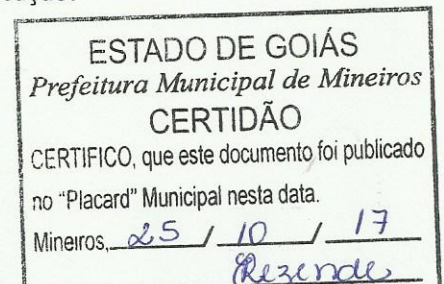 ESTADO DE GOIÁS
Prefeitura Municipal de Mineiros
CERTIDÃO
CERTIFICO, que este documento foi publicado
no "Placard" Municipal nesta data.
Mineiros, 25 / 10 / 17
Rezende